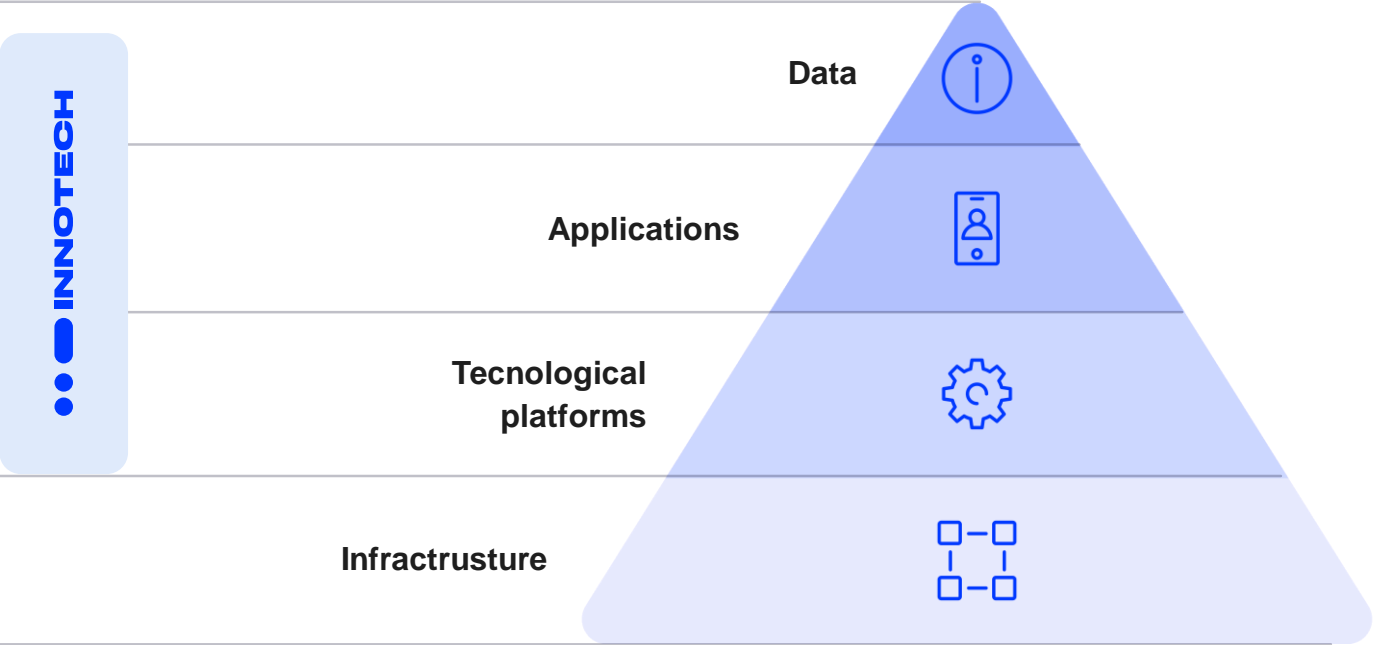 INNOTECH
Data
Applications
Tecnological
platforms
Infractrusture